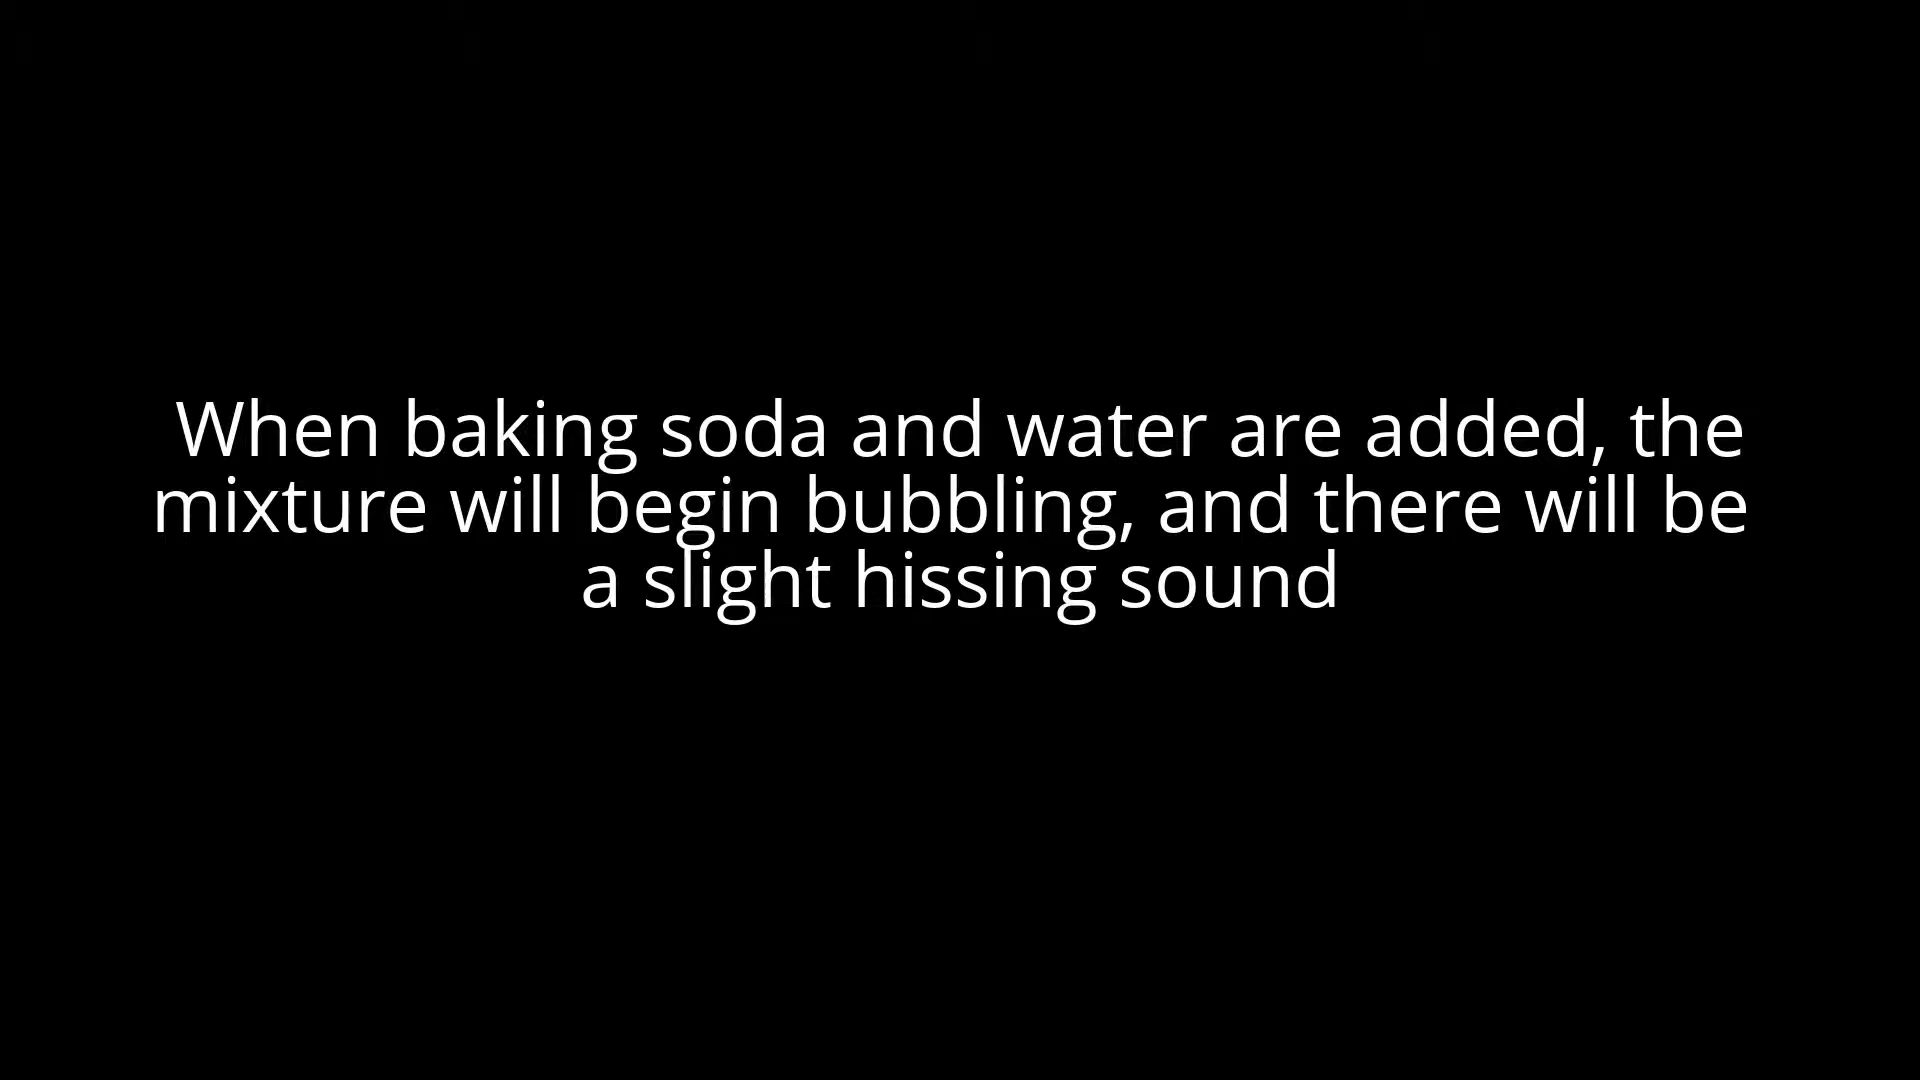 When baking soda and water are added, the
mixture will begin bubbling, and there will be
a slight hissing sound